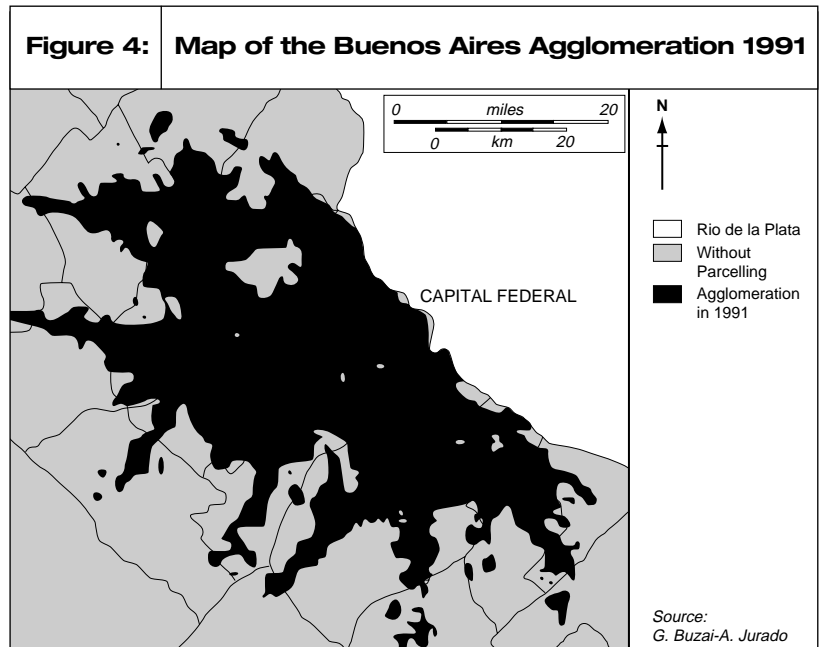 Figure 4: Map of the Buenos Aires Agglomeration 1991
0 miles 20
0 km 20
N
Rio de la Plata
Without
Parcelling
Agglomeration
in 1991
CAPITAL FEDERAL
Source:
G. Buzai-A. Jurado